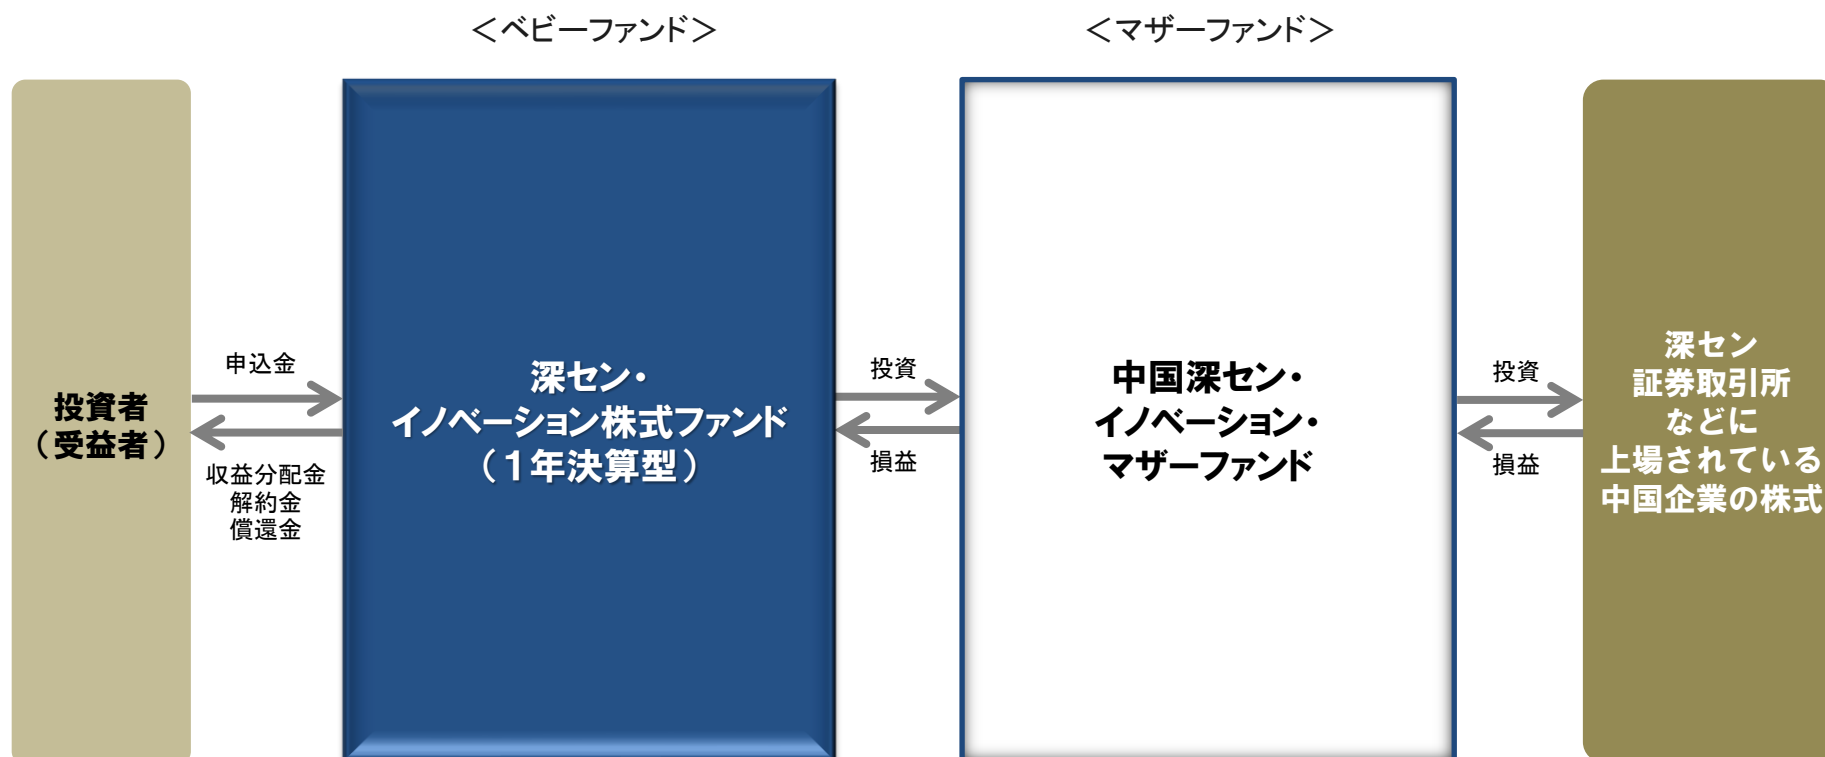 ＜ベビーファンド＞
＜マザーファンド＞
投資者
（受益者）
申込金
収益分配金
解約金
償還金
深セン・
イノベーション株式ファンド
（１年決算型）
投資
損益
中国深セン・
イノベーション・
マザーファンド
投資
損益
深セン
証券取引所
などに
上場されている
中国企業の株式